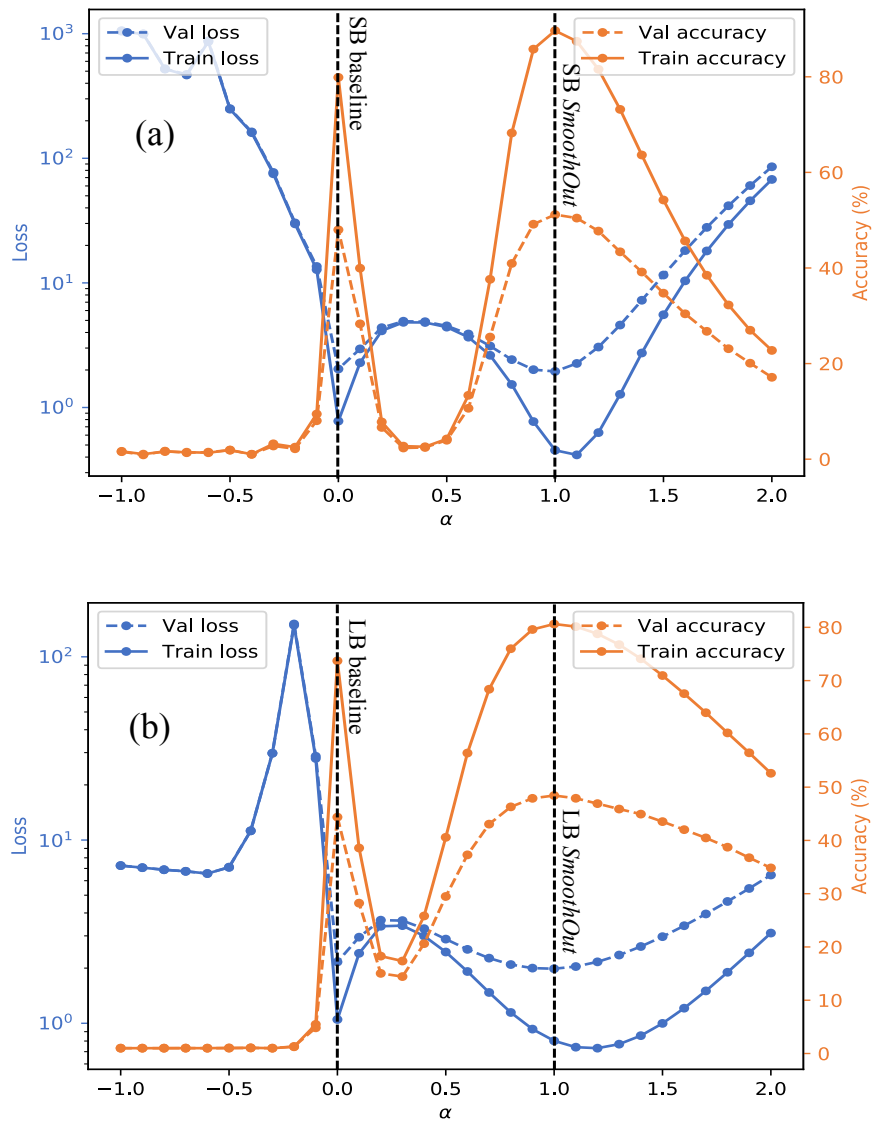 Val loss
Train loss
Val accuracy
Train accuracy
(a)
SB baseline
SB SmoothOut
Loss
10³
10²
10¹
10⁰
Accuracy (%)
80
60
40
20
0
−1.0 −0.5 0.0 0.5 1.0 1.5 2.0
α
Val loss
Train loss
Val accuracy
Train accuracy
(b)
LB baseline
LB SmoothOut
Loss
10²
10¹
10⁰
Accuracy (%)
80
70
60
50
40
30
20
10
0
−1.0 −0.5 0.0 0.5 1.0 1.5 2.0
α